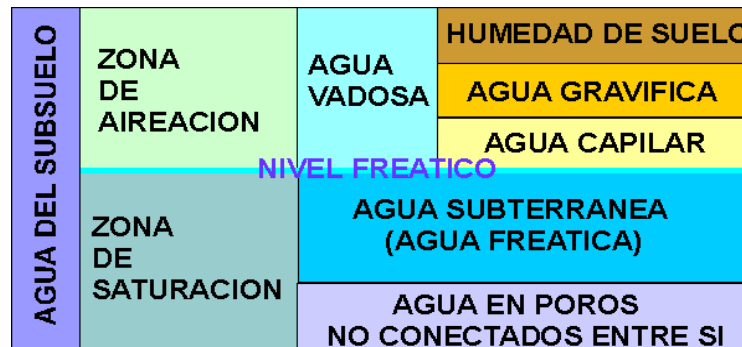 AGUA DEL SUBSUELO
ZONA
DE
AIREACION
AGUA
VADOSA
HUMEDAD DE SUELO
AGUA GRAVIFICA
AGUA CAPILAR
NIVEL FREATICO
ZONA
DE
SATURACION
AGUA SUBTERRANEA
(AGUA FREATICA)
AGUA EN POROS
NO CONECTADOS ENTRE SI